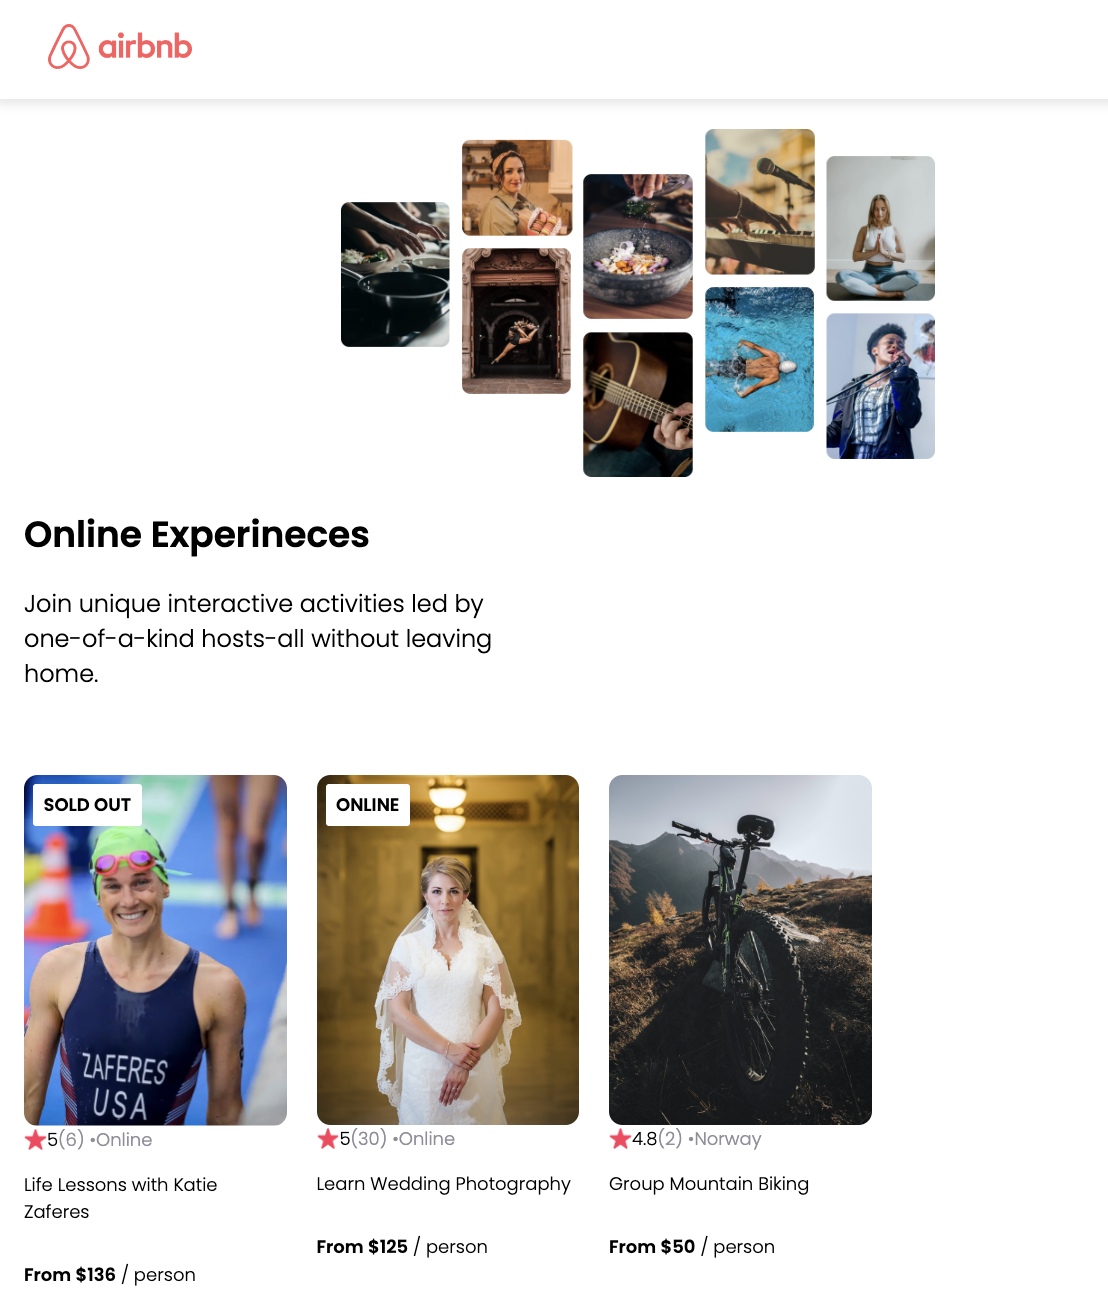 airbnb
Online Experineces
Join unique interactive activities led by
one-of-a-kind hosts-all without leaving
home.
SOLD OUT
ZAFERES
USA
5(6) •Online
Life Lessons with Katie
Zaferes
From $136 / person
ONLINE
5(30) •Online
Learn Wedding Photography
From $125 / person
4.8(2) •Norway
Group Mountain Biking
From $50 / person